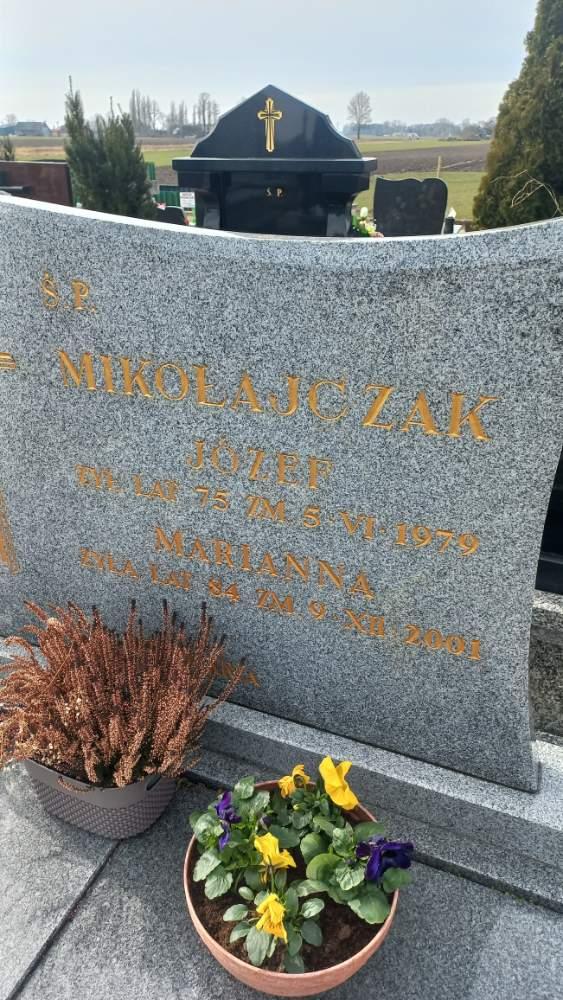 Ś.P.
Ś.P.
MIKOŁAJCZAK
JÓZEF
ŻYŁ LAT 75 ZM. 5·VI·1979
MARIANNA
ŻYŁA LAT 84 ZM. 9·XII·2001